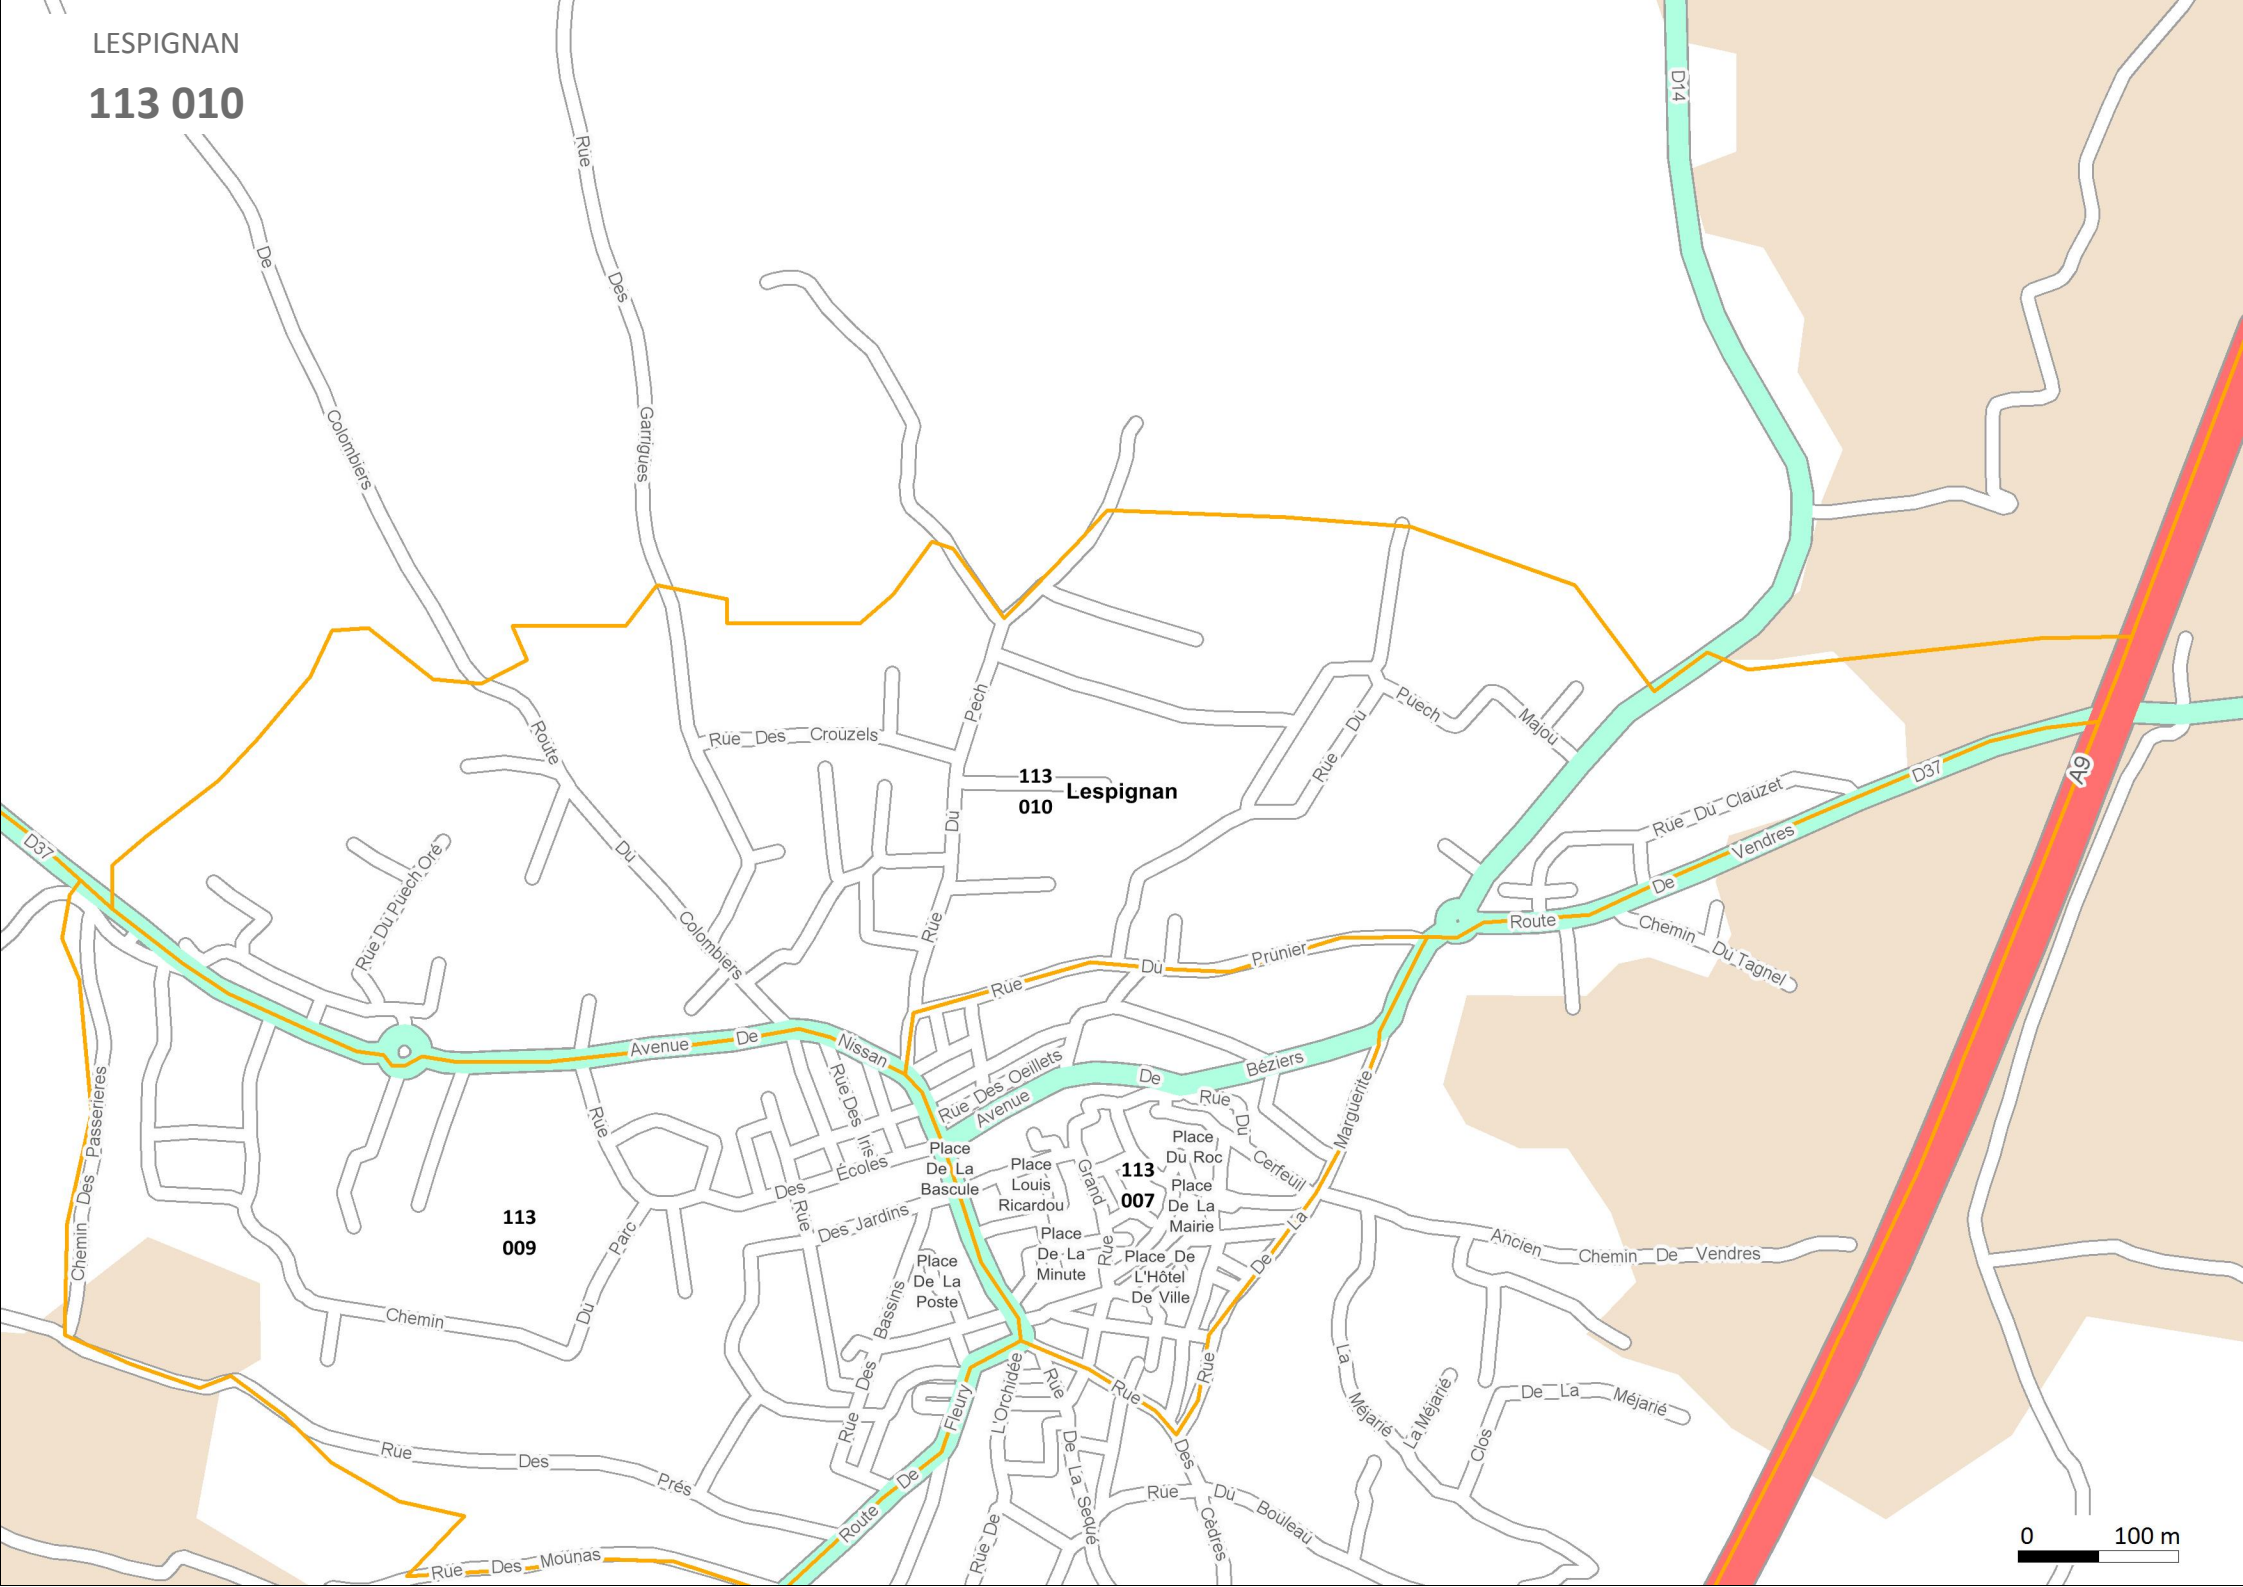 LESPIGNAN
113 010
D14
Rue
Des
Garrigues
De
Colombiers
Route
Du
Colombiers
Rue Des Crouzels
Pech
Du
Rue
113
010
Lespignan
Rue Du
Puech
Majou
Rue Du Clauzet
D37
A9
Vendres
De
Route
Chemin Du Tagnel
D37
Rue Du Puech Oré
Rue Du Prunier
Avenue De Nissan
Rue Des Oeillets
Avenue De Béziers
Rue Du Cerfeuil
Rue Des Iris
Rue
Des Écoles
Place
De La
Bascule
Place
Louis
Ricardou
Grand
Rue
113
007
Place
Du Roc
Place
De La
Mairie
Place
De La
Minute
Place De
L'Hôtel
De Ville
Rue De La Marguerite
Chemin Des Passerieres
113
009
Rue
Du Parc
Chemin
Des Jardins
Rue
Place
De La
Poste
Rue Des Bassins
Des
Ancien Chemin De Vendres
La Méjarié
La Méjarié
Clos De La Méjarié
Rue Des Prés
Rue Des Mounas
Route De Fleury
Rue De L'Orchidée
Rue De La Seque
Rue Des Cèdres
Rue Du Bouleau
0 100 m